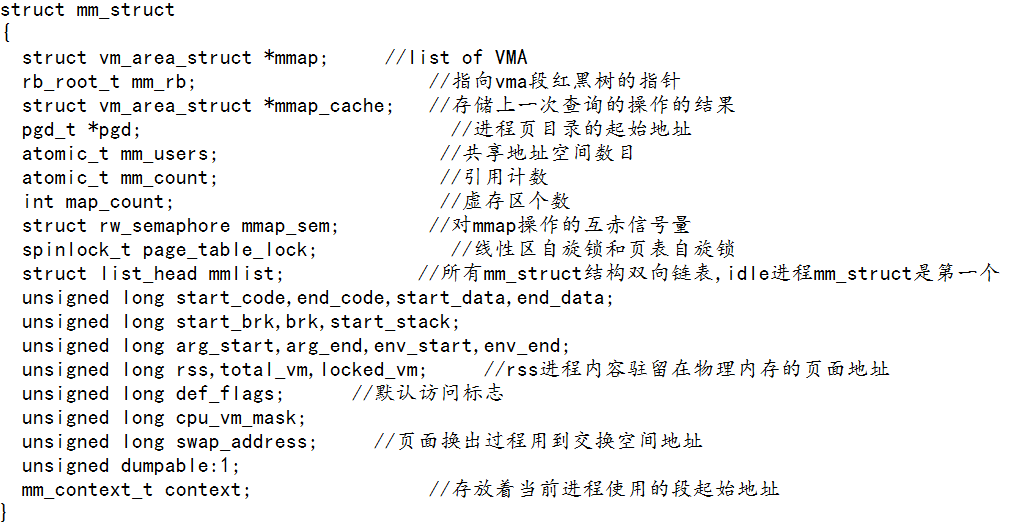 struct mm_struct
{
struct vm_area_struct *mmap; //list of VMA
rb_root_t mm_rb; //指向vma段红黑树的指针
struct vm_area_struct *mmap_cache; //存储上一次查询的操作的结果
pgd_t *pgd; //进程页目录的起始地址
atomic_t mm_users; //共享地址空间数目
atomic_t mm_count; //引用计数
int map_count; //虚存区个数
struct rw_semaphore mmap_sem; //对mmap操作的互赤信号量
spinlock_t page_table_lock; //线性区自旋锁和页表自旋锁
struct list_head mmlist; //所有mm_struct结构双向链表,idle进程mm_struct是第一个
unsigned long start_code,end_code,start_data,end_data;
unsigned long start_brk,brk,start_stack;
unsigned long arg_start,arg_end,env_start,env_end;
unsigned long rss,total_vm,locked_vm; //rss进程内容驻留在物理内存的页面地址
unsigned long def_flags; //默认访问标志
unsigned long cpu_vm_mask;
unsigned long swap_address; //页面换出过程用到交换空间地址
unsigned dumpable:1;
mm_context_t context; //存放着当前进程使用的段起始地址
}